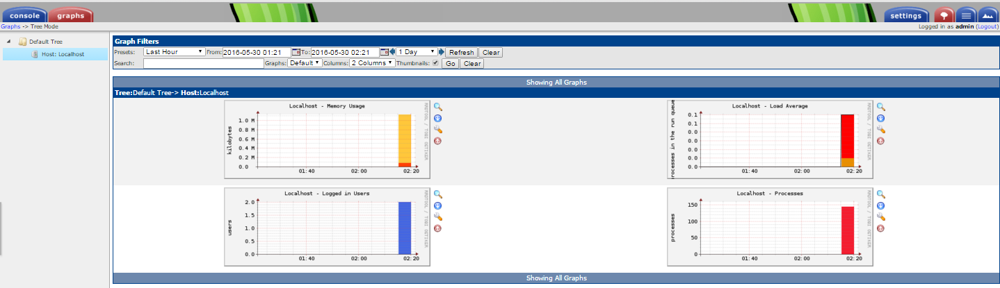 console graphs settings
Graphs -> Tree Mode Logged in as admin (Logout)
Default Tree
Host: Localhost
Graph Filters
Presets: Last Hour From: 2016-05-30 01:21 To: 2016-05-30 02:21 1 Day Refresh Clear
Search: Graphs: Default Columns: 2 Columns Thumbnails: Go Clear
Showing All Graphs
Tree:Default Tree-> Host:Localhost
Localhost - Memory Usage
kilobytes
1.0 M
0.8 M
0.6 M
0.4 M
0.2 M
0.0
01:40 02:00 02:20
RRDTOOL / TOBI OETIKER
Localhost - Load Average
rocesses in the run queue
0.1
0.1
0.0
0.0
0.0
0.0
0.0
01:40 02:00 02:20
RRDTOOL / TOBI OETIKER
Localhost - Logged in Users
users
2.0
1.5
1.0
0.5
0.0
01:40 02:00 02:20
RRDTOOL / TOBI OETIKER
Localhost - Processes
processes
150
100
50
0
01:40 02:00 02:20
RRDTOOL / TOBI OETIKER
Showing All Graphs